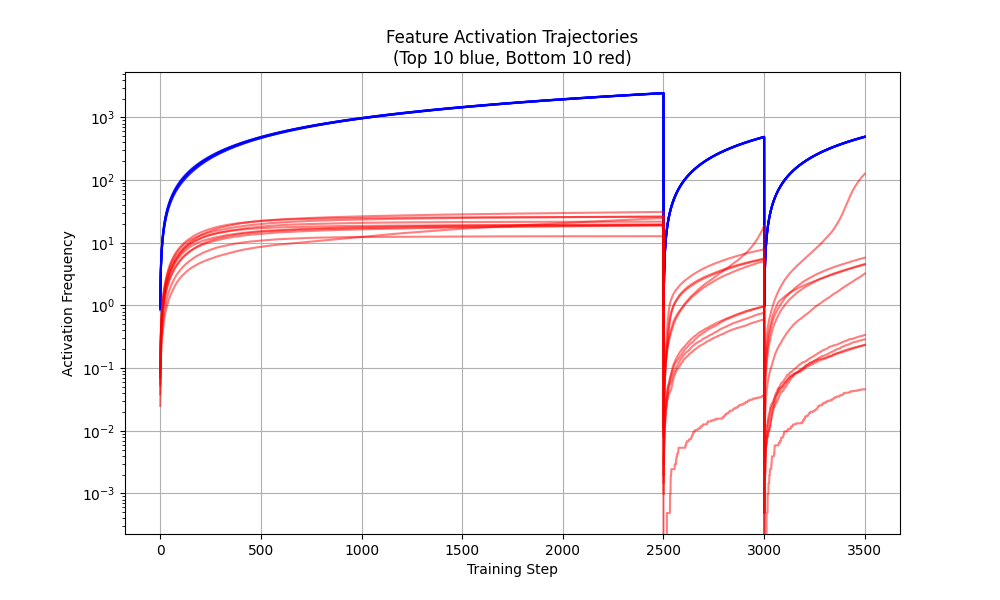 Feature Activation Trajectories
(Top 10 blue, Bottom 10 red)
Activation Frequency
10³
10²
10¹
10⁰
10⁻¹
10⁻²
10⁻³
0 500 1000 1500 2000 2500 3000 3500
Training Step